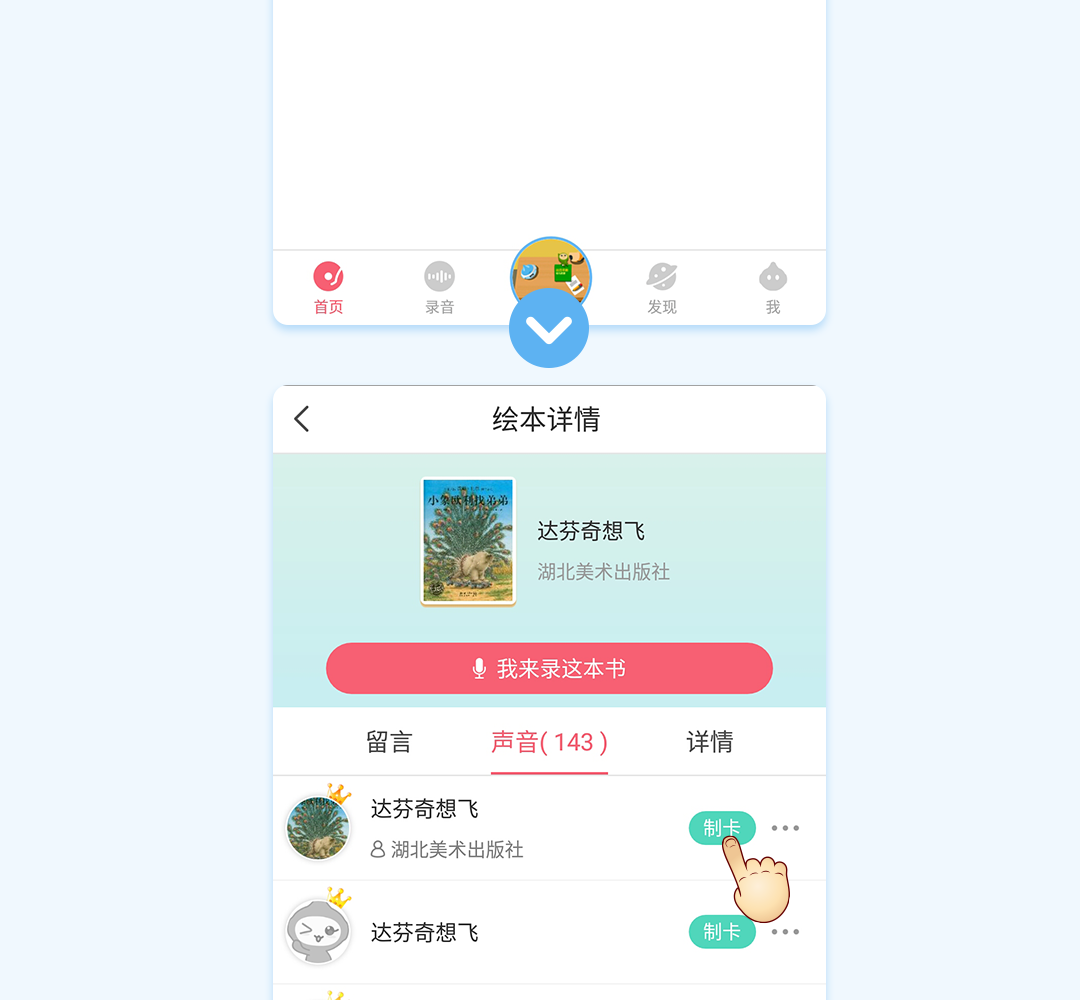 首页
录音
发现
我
绘本详情
小象欧利找弟弟
达芬奇想飞
湖北美术出版社
我来录这本书
留言
声音( 143 )
详情
达芬奇想飞
湖北美术出版社
制卡
达芬奇想飞
制卡